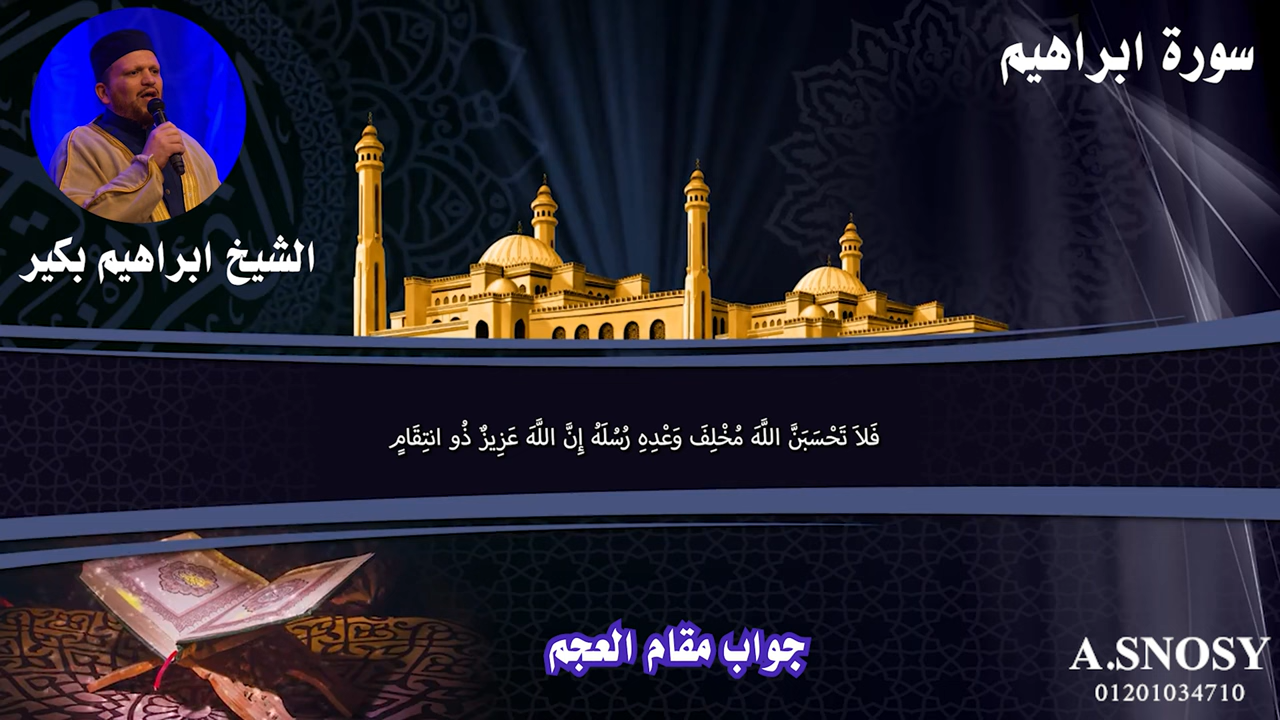 سورة ابراهيم
الشيخ ابراهيم بكير
فَلاَ تَحْسَبَنَّ اللَّهَ مُخْلِفَ وَعْدِهِ رُسُلَهُ إِنَّ اللَّهَ عَزِيزٌ ذُو انتِقَامٍ
جواب مقام العجم
A.SNOSY
01201034710